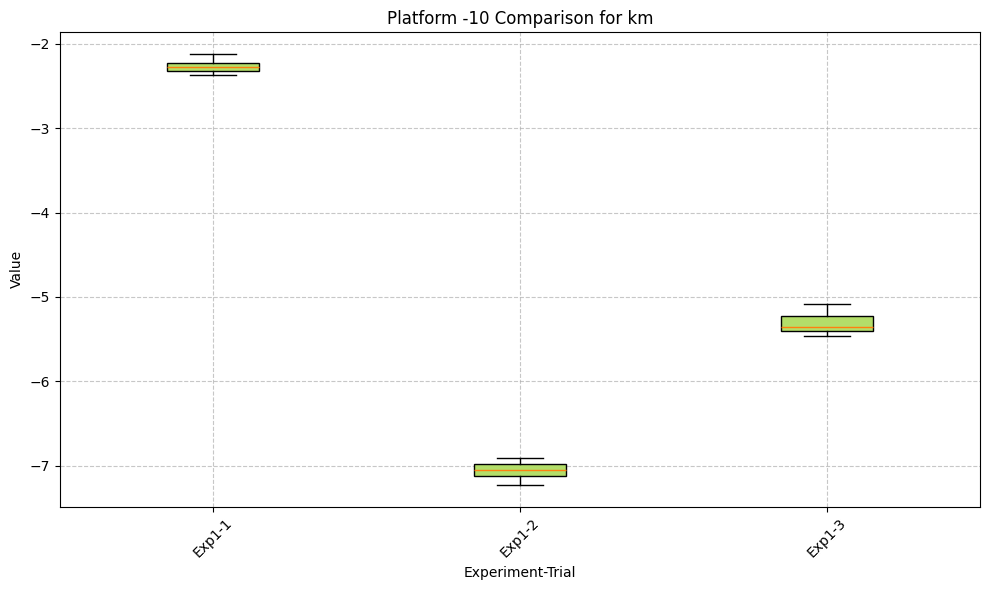 Platform -10 Comparison for km
−2
−3
−4
−5
−6
−7
Value
Exp1-1
Exp1-2
Exp1-3
Experiment-Trial